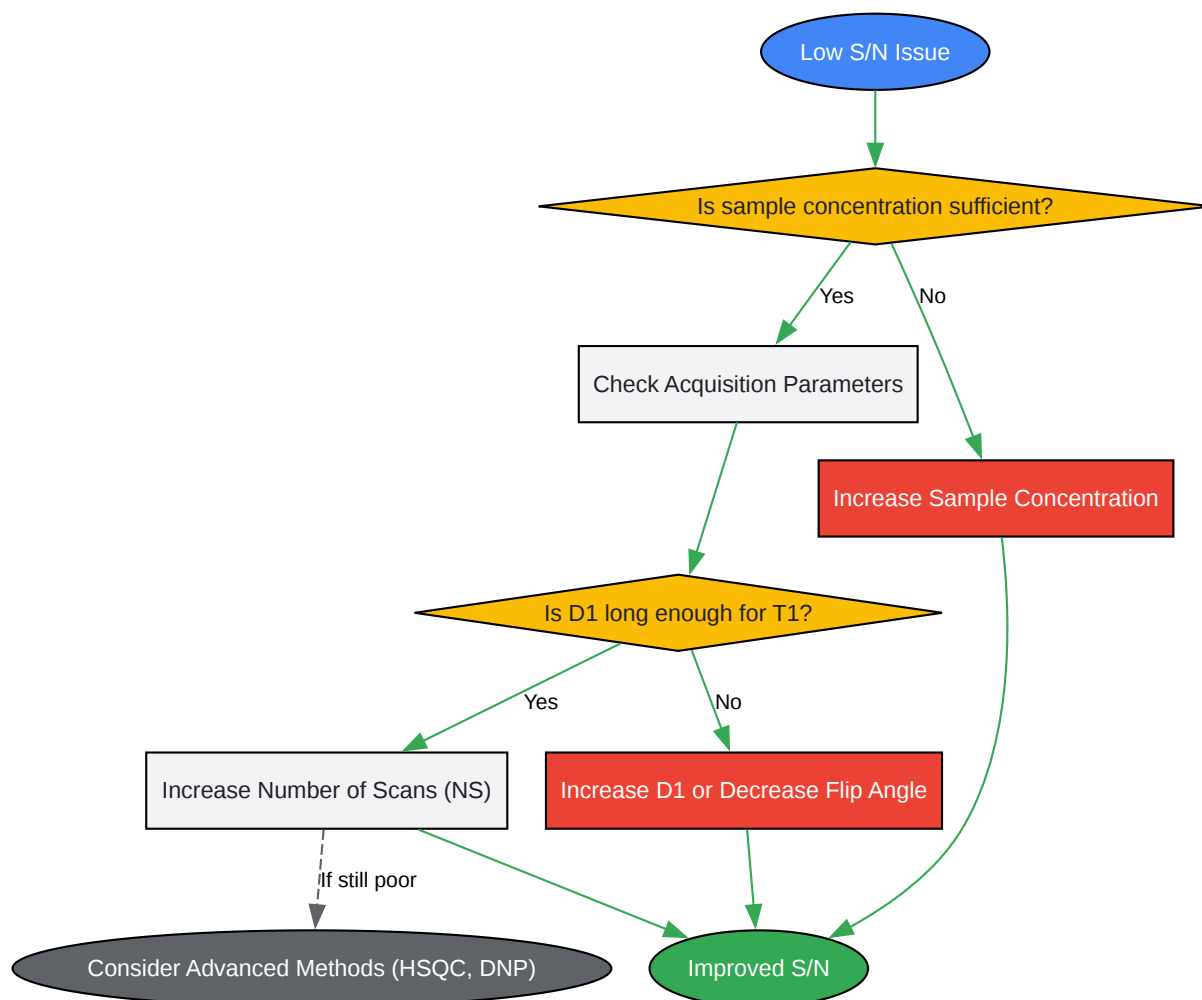 Low S/N Issue
Is sample concentration sufficient?
Yes
No
Check Acquisition Parameters
Increase Sample Concentration
Is D1 long enough for T1?
Yes
No
Increase Number of Scans (NS)
Increase D1 or Decrease Flip Angle
If still poor
Consider Advanced Methods (HSQC, DNP)
Improved S/N